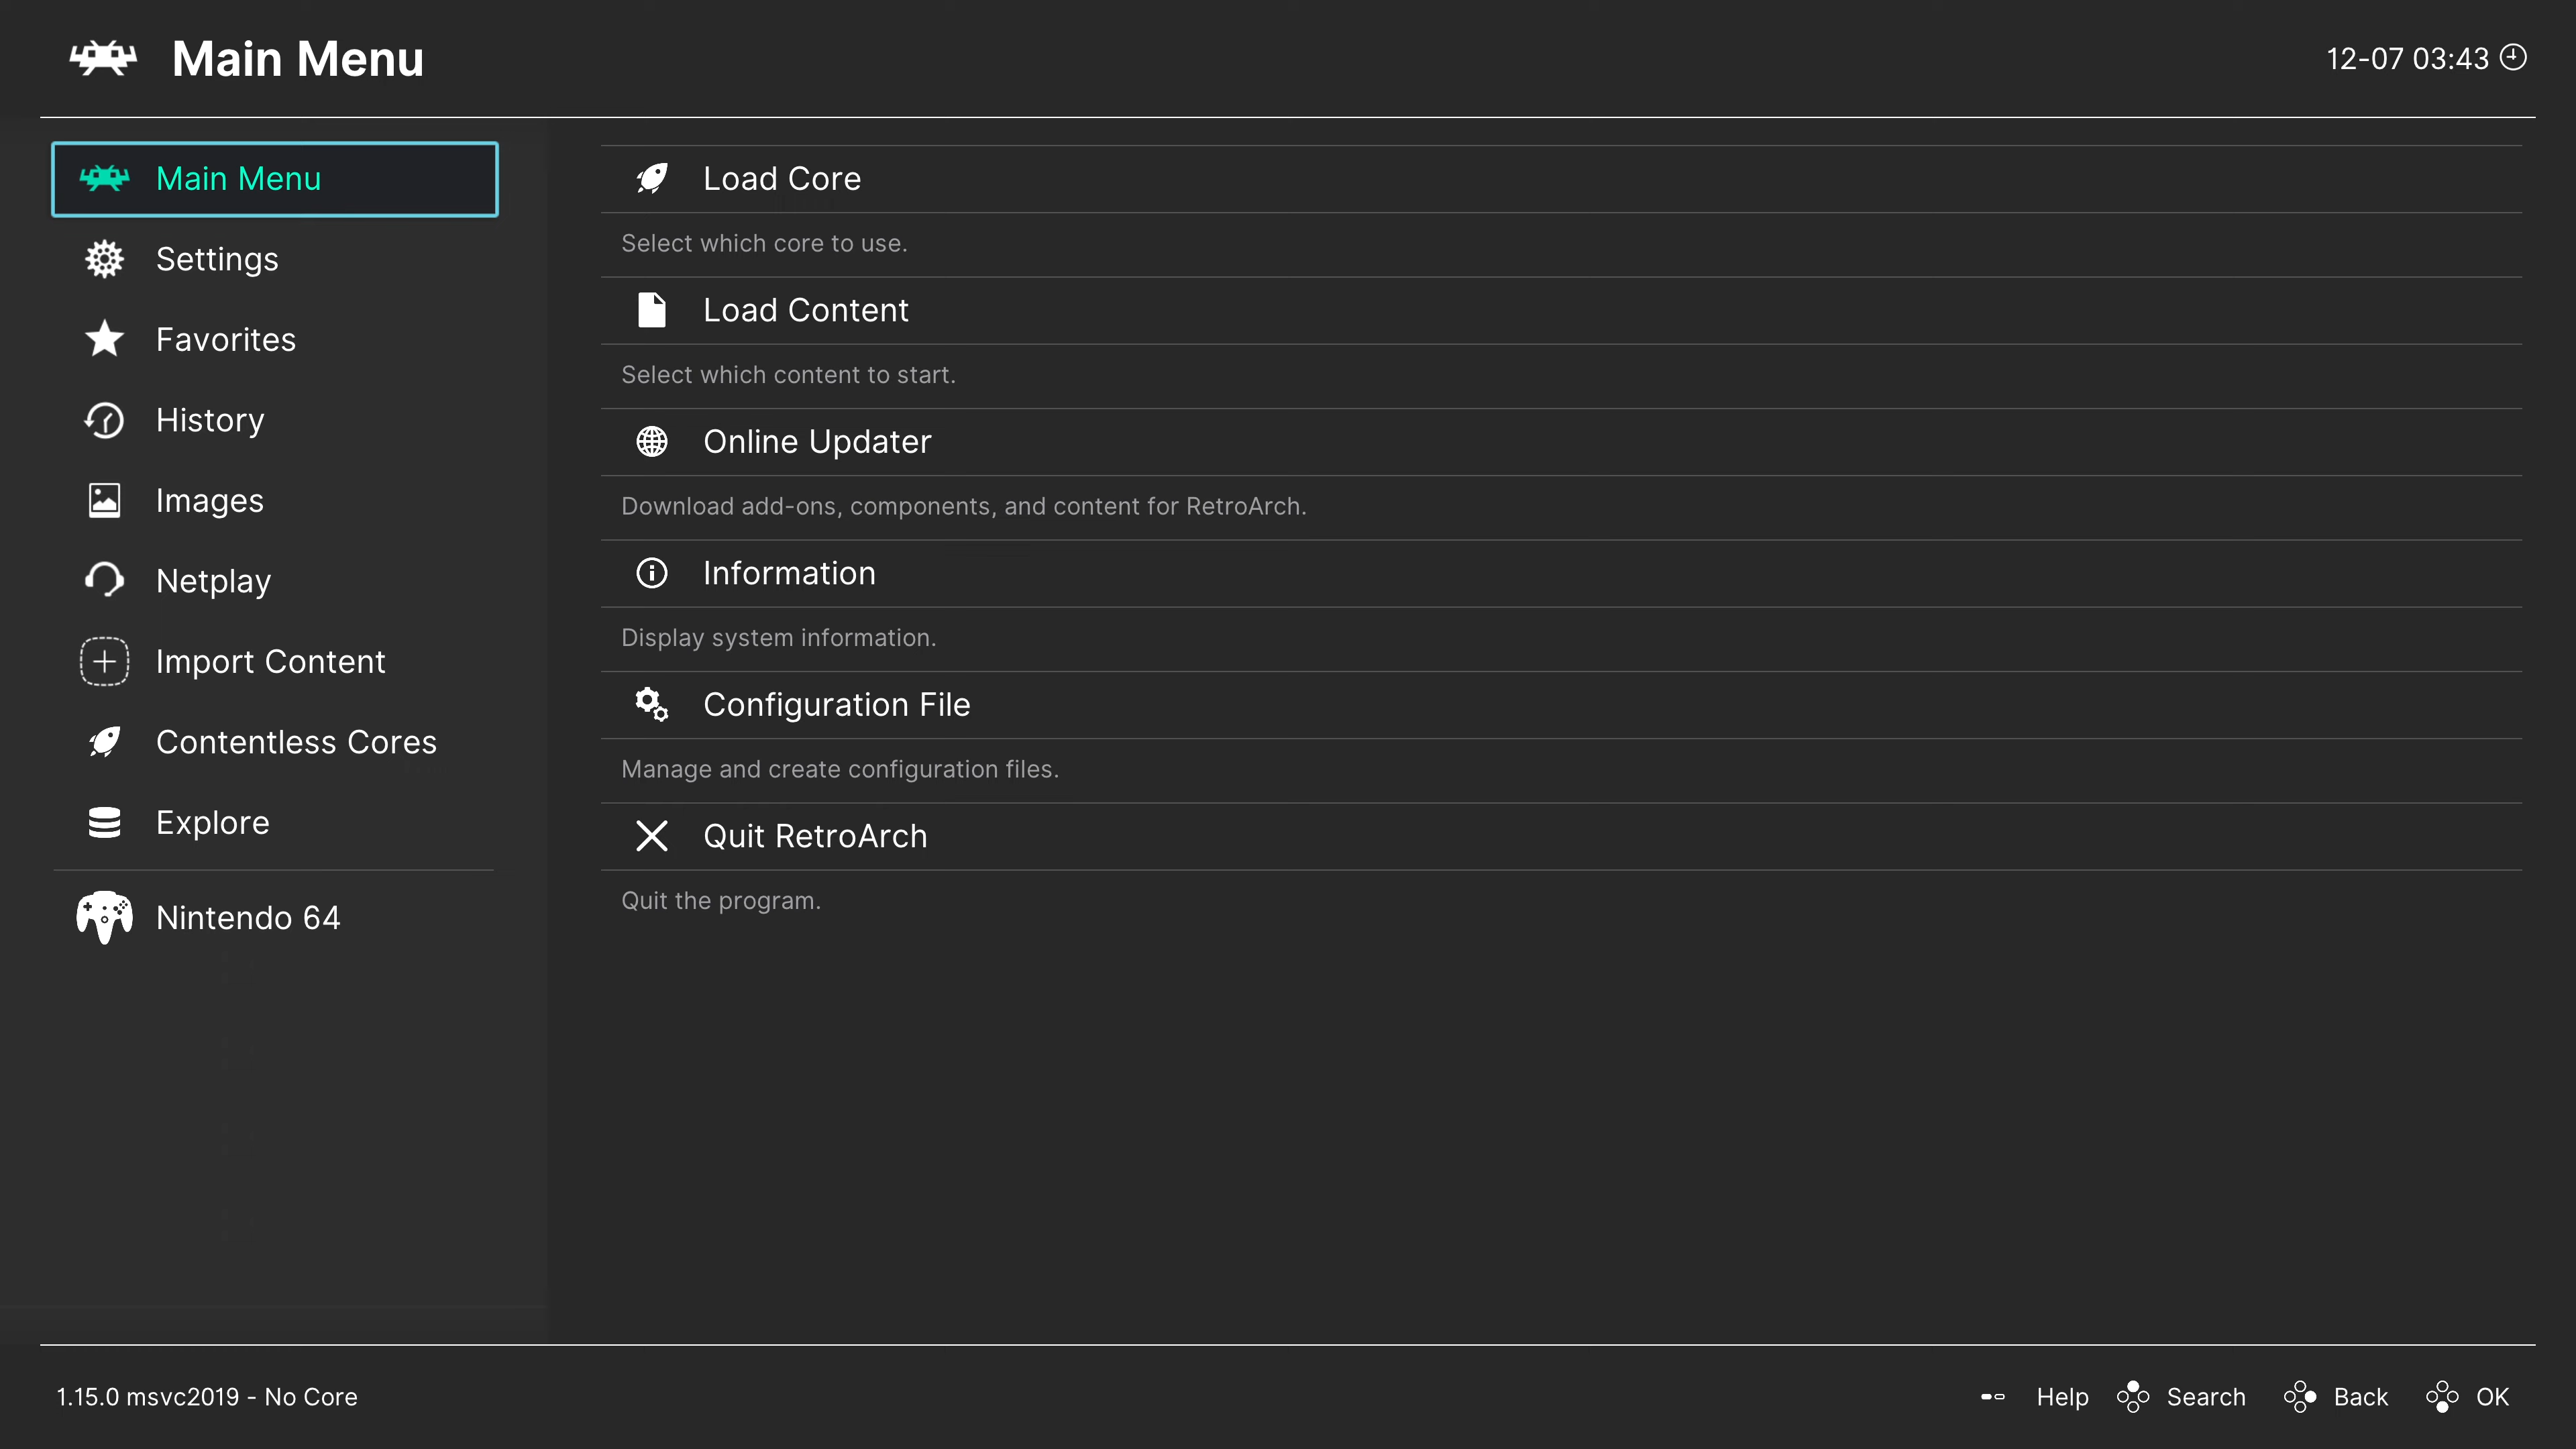 Main Menu
12-07 03:43
Main Menu
Settings
Favorites
History
Images
Netplay
Import Content
Contentless Cores
Explore
Nintendo 64
Load Core
Select which core to use.
Load Content
Select which content to start.
Online Updater
Download add-ons, components, and content for RetroArch.
Information
Display system information.
Configuration File
Manage and create configuration files.
Quit RetroArch
Quit the program.
1.15.0 msvc2019 - No Core
Help
Search
Back
OK